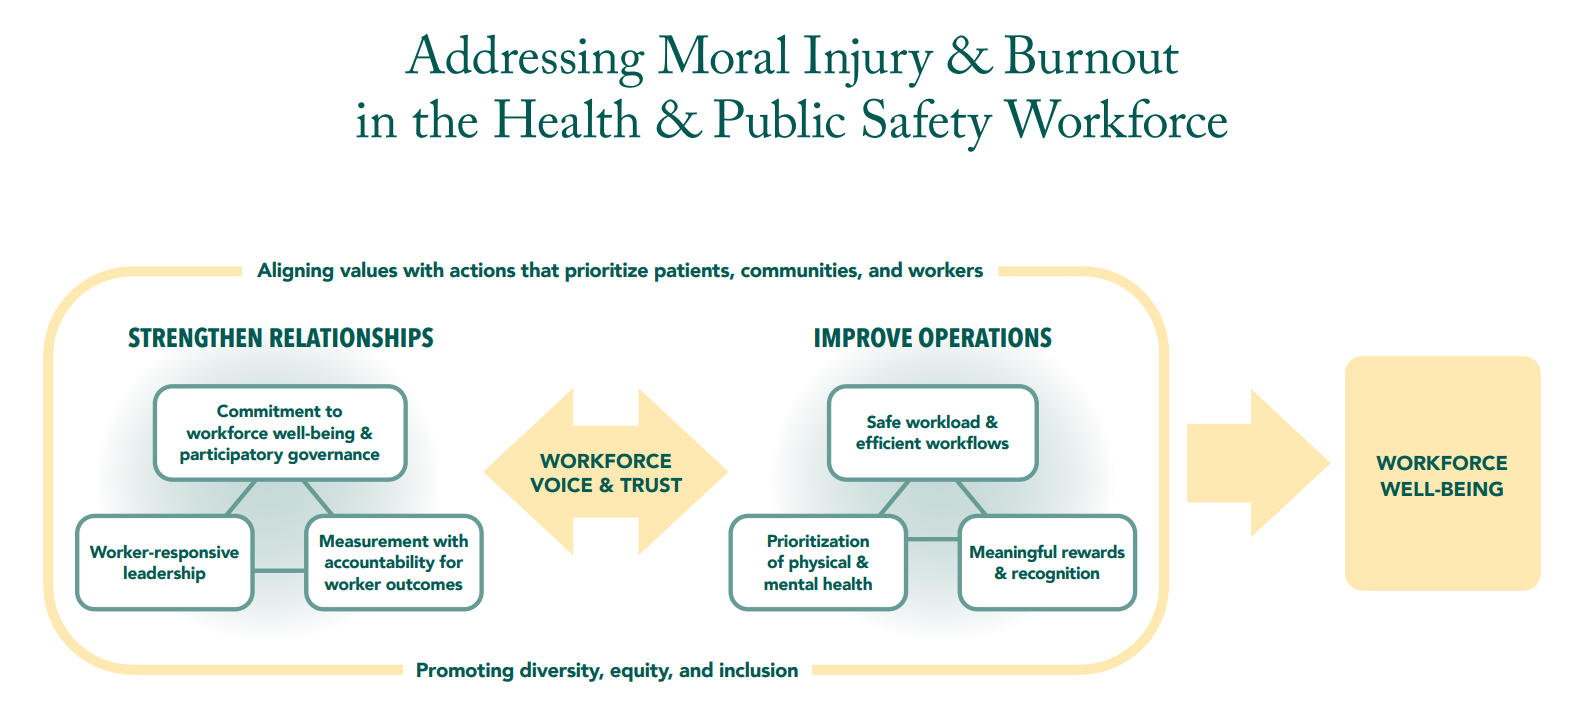 Addressing Moral Injury & Burnout
in the Health & Public Safety Workforce
Aligning values with actions that prioritize patients, communities, and workers
STRENGTHEN RELATIONSHIPS
Commitment to
workforce well-being &
participatory governance
Worker-responsive
leadership
Measurement with
accountability for
worker outcomes
WORKFORCE
VOICE & TRUST
IMPROVE OPERATIONS
Safe workload &
efficient workflows
Prioritization
of physical &
mental health
Meaningful rewards
& recognition
WORKFORCE
WELL-BEING
Promoting diversity, equity, and inclusion